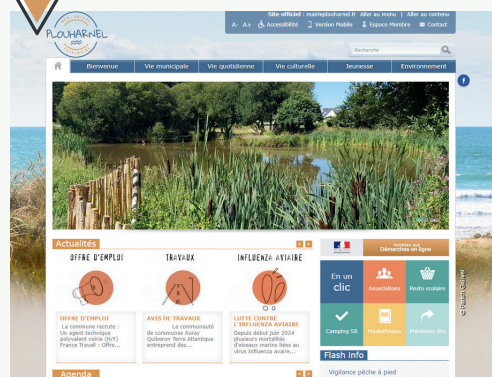 Site officiel : mairieplouharnel.fr Aller au menu | Aller au contenu
A- A+ Accessibilité Version Mobile Espace Membre Contact
PLOUHARNEL
Recherche
Bienvenue Vie municipale Vie quotidienne Vie culturelle Jeunesse Environnement
f
Actualités
OFFRE D'EMPLOI TRAVAUX INFLUENZA AVIAIRE
OFFRE D'EMPLOI
La commune recrute :
Un agent technique
polyvalent voirie (H/F)
France Travail : Offre...
AVIS DE TRAVAUX
La communauté
de communes Auray
Quiberon Terre Atlantique
entreprend des...
LUTTE CONTRE
L'INFLUENZA AVIAIRE
Depuis début juin 2024
plusieurs mortalités
d'oiseaux marins liées au
virus Influenza avaire...
Agenda
Accédez aux
Démarches en ligne
En un
clic
Associations
Resto scolaire
Camping SB
Médiathèque
Flash info
Vigilance pêche à pied